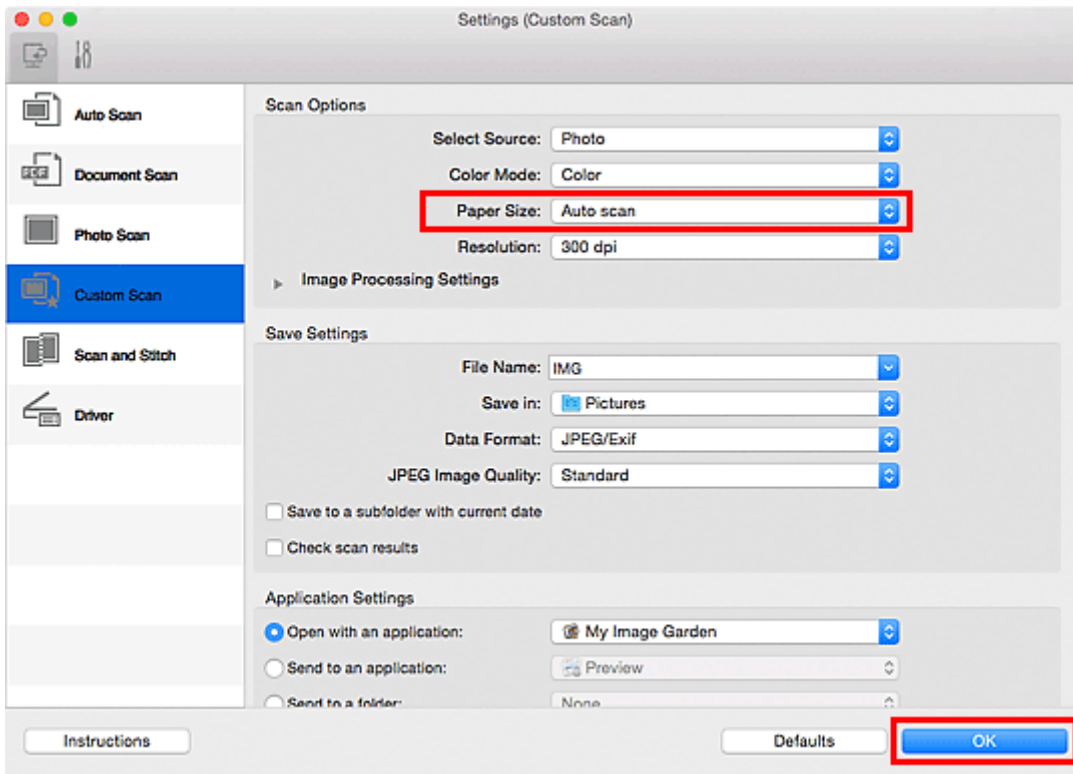 Settings (Custom Scan)
Auto Scan
Document Scan
Photo Scan
Custom Scan
Scan and Stitch
Driver
Scan Options
Select Source: Photo
Color Mode: Color
Paper Size: Auto scan
Resolution: 300 dpi
Image Processing Settings
Save Settings
File Name: IMG
Save in: Pictures
Data Format: JPEG/Exif
JPEG Image Quality: Standard
Save to a subfolder with current date
Check scan results
Application Settings
Open with an application: My Image Garden
Send to an application: Preview
Send to a folder: None
Instructions
Defaults
OK